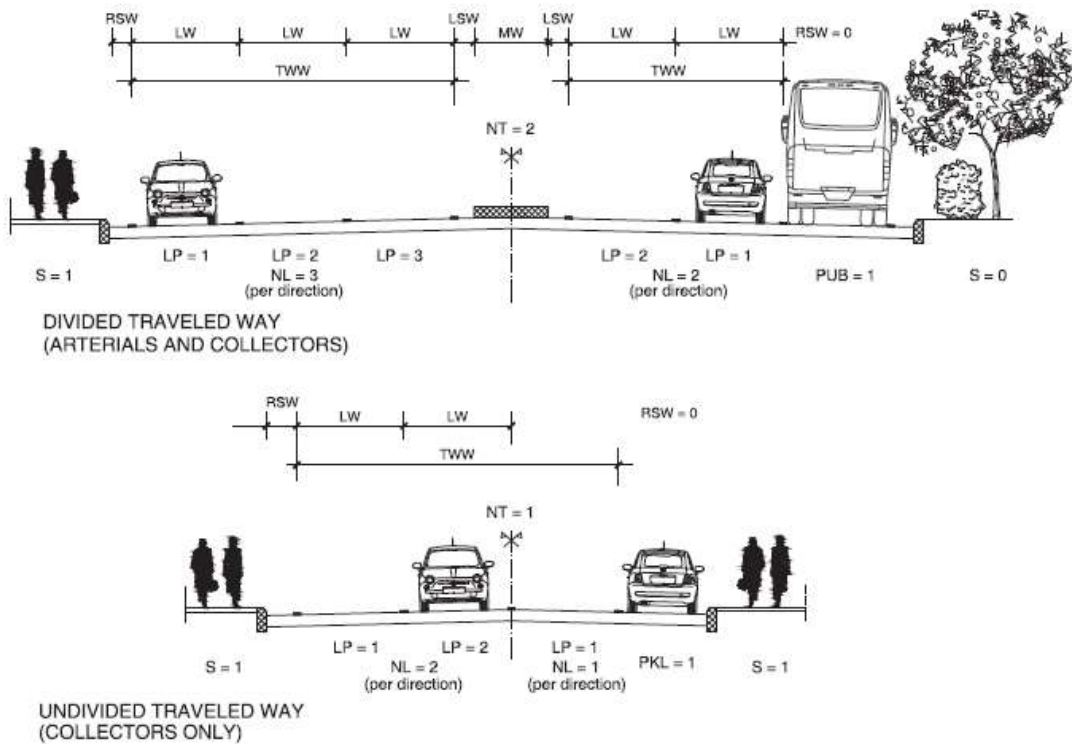 RSW LSW LSW
LW LW LW MW LW LW RSW = 0
TWW TWW
NT = 2
LP = 1 LP = 2 LP = 3 LP = 2 LP = 1
S = 1 NL = 3 NL = 2 PUB = 1 S = 0
(per direction) (per direction)
DIVIDED TRAVELED WAY
(ARTERIALS AND COLLECTORS)
RSW
LW LW RSW = 0
TWW
NT = 1
LP = 1 LP = 2 LP = 1
S = 1 NL = 2 NL = 1 PKL = 1 S = 1
(per direction) (per direction)
UNDIVIDED TRAVELED WAY
(COLLECTORS ONLY)